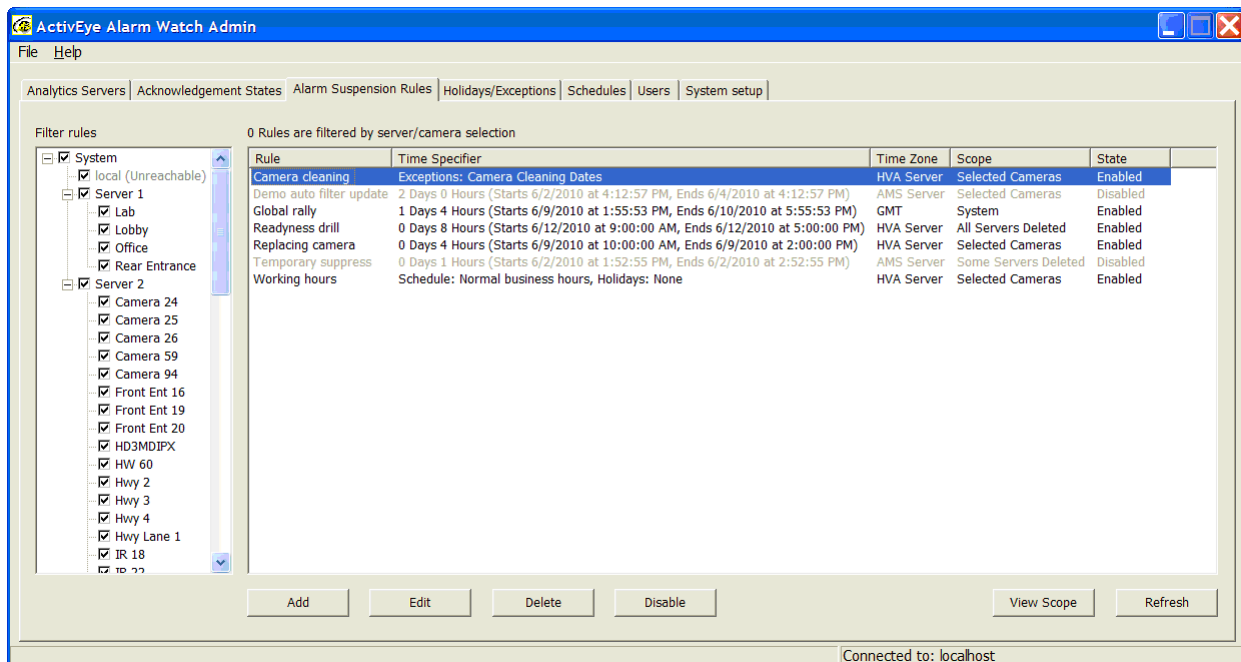 ActivEye Alarm Watch Admin
File Help
Analytics Servers Acknowledgement States Alarm Suspension Rules Holidays/Exceptions Schedules Users System setup
Filter rules
0 Rules are filtered by server/camera selection
System
local (Unreachable)
Server 1
Lab
Lobby
Office
Rear Entrance
Server 2
Camera 24
Camera 25
Camera 26
Camera 59
Camera 94
Front Ent 16
Front Ent 19
Front Ent 20
HD3MDIPX
HW 60
Hwy 2
Hwy 3
Hwy 4
Hwy Lane 1
IR 18
IR 22
Rule Time Specifier Time Zone Scope State
Camera cleaning Exceptions: Camera Cleaning Dates HVA Server Selected Cameras Enabled
Demo auto filter update 2 Days 0 Hours (Starts 6/2/2010 at 4:12:57 PM, Ends 6/4/2010 at 4:12:57 PM) AMS Server Selected Cameras Disabled
Global rally 1 Days 4 Hours (Starts 6/9/2010 at 1:55:53 PM, Ends 6/10/2010 at 5:55:53 PM) GMT System Enabled
Readyness drill 0 Days 8 Hours (Starts 6/12/2010 at 9:00:00 AM, Ends 6/12/2010 at 5:00:00 PM) HVA Server All Servers Deleted Enabled
Replacing camera 0 Days 4 Hours (Starts 6/9/2010 at 10:00:00 AM, Ends 6/9/2010 at 2:00:00 PM) HVA Server Selected Cameras Enabled
Temporary suppress 0 Days 1 Hours (Starts 6/2/2010 at 1:52:55 PM, Ends 6/2/2010 at 2:52:55 PM) AMS Server Some Servers Deleted Disabled
Working hours Schedule: Normal business hours, Holidays: None HVA Server Selected Cameras Enabled
Add Edit Delete Disable View Scope Refresh
Connected to: localhost